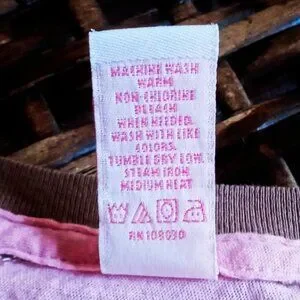 MACHINE WASH
WARM
NON-CHLORINE
BLEACH
WHEN NEEDED.
WASH WITH LIKE
COLORS.
TUMBLE DRY LOW.
STEAM IRON
MEDIUM HEAT
RN 108030